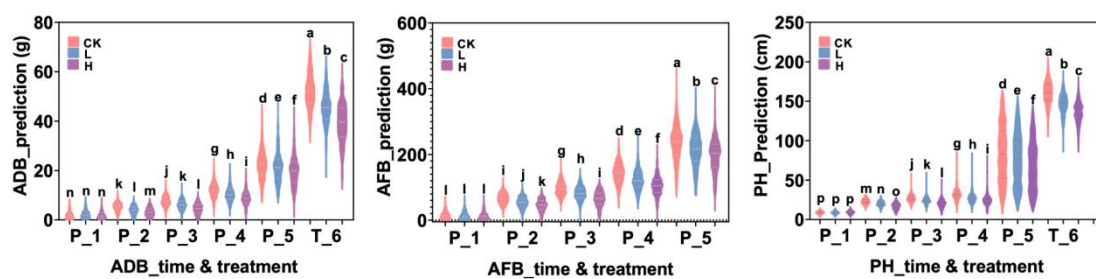 80
60
40
20
0
ADB_prediction (g)
CK
L
H
n n n k l m j k l g h i d e f a b c
P_1 P_2 P_3 P_4 P_5 T_6
ADB_time & treatment
600
400
200
0
AFB_prediction (g)
CK
L
H
l l l i j k g h i d e f a b c
P_1 P_2 P_3 P_4 P_5
AFB_time & treatment
250
200
150
100
50
0
PH_Prediction (cm)
CK
L
H
p p p m n o j k l g h i d e f a b c
P_1 P_2 P_3 P_4 P_5 T_6
PH_time & treatment